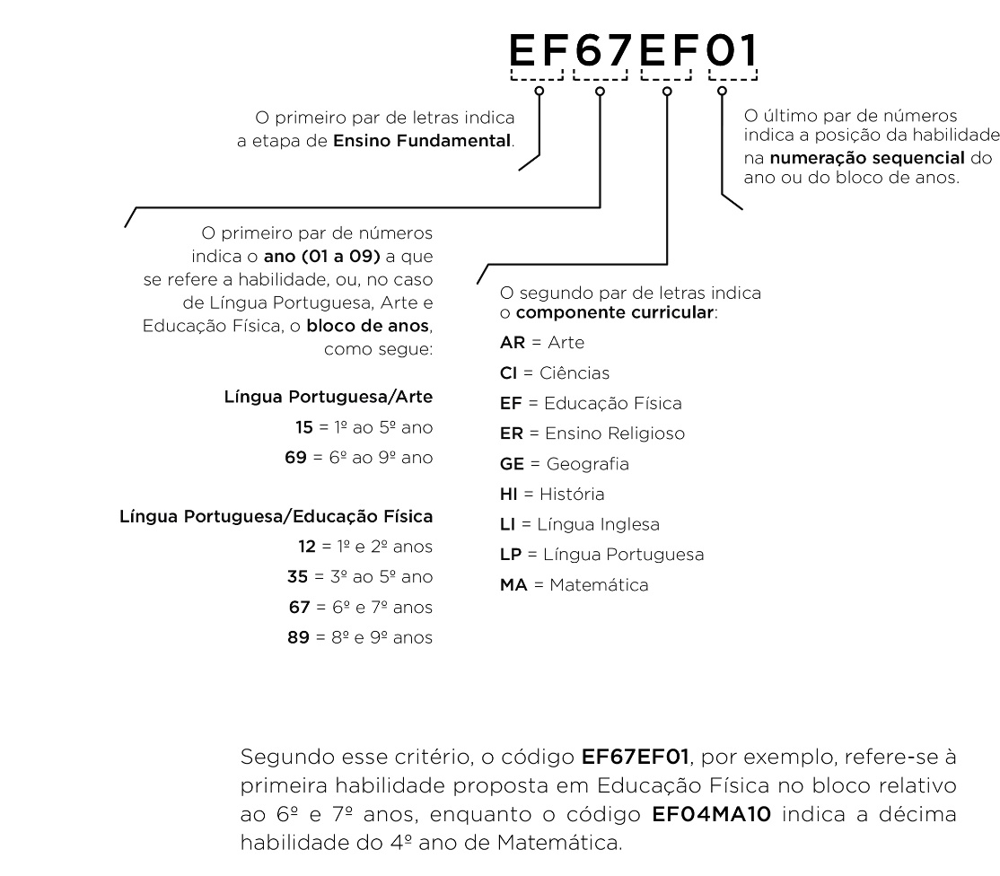 EF67EF01
O primeiro par de letras indica
a etapa de Ensino Fundamental.
O último par de números
indica a posição da habilidade
na numeração sequencial do
ano ou do bloco de anos.
O primeiro par de números
indica o ano (01 a 09) a que
se refere a habilidade, ou, no caso
de Língua Portuguesa, Arte e
Educação Física, o bloco de anos,
como segue:
Língua Portuguesa/Arte
15 = 1º ao 5º ano
69 = 6º ao 9º ano
Língua Portuguesa/Educação Física
12 = 1º e 2º anos
35 = 3º ao 5º ano
67 = 6º e 7º anos
89 = 8º e 9º anos
O segundo par de letras indica
o componente curricular:
AR = Arte
CI = Ciências
EF = Educação Física
ER = Ensino Religioso
GE = Geografia
HI = História
LI = Língua Inglesa
LP = Língua Portuguesa
MA = Matemática
Segundo esse critério, o código EF67EF01, por exemplo, refere-se à
primeira habilidade proposta em Educação Física no bloco relativo
ao 6º e 7º anos, enquanto o código EF04MA10 indica a décima
habilidade do 4º ano de Matemática.